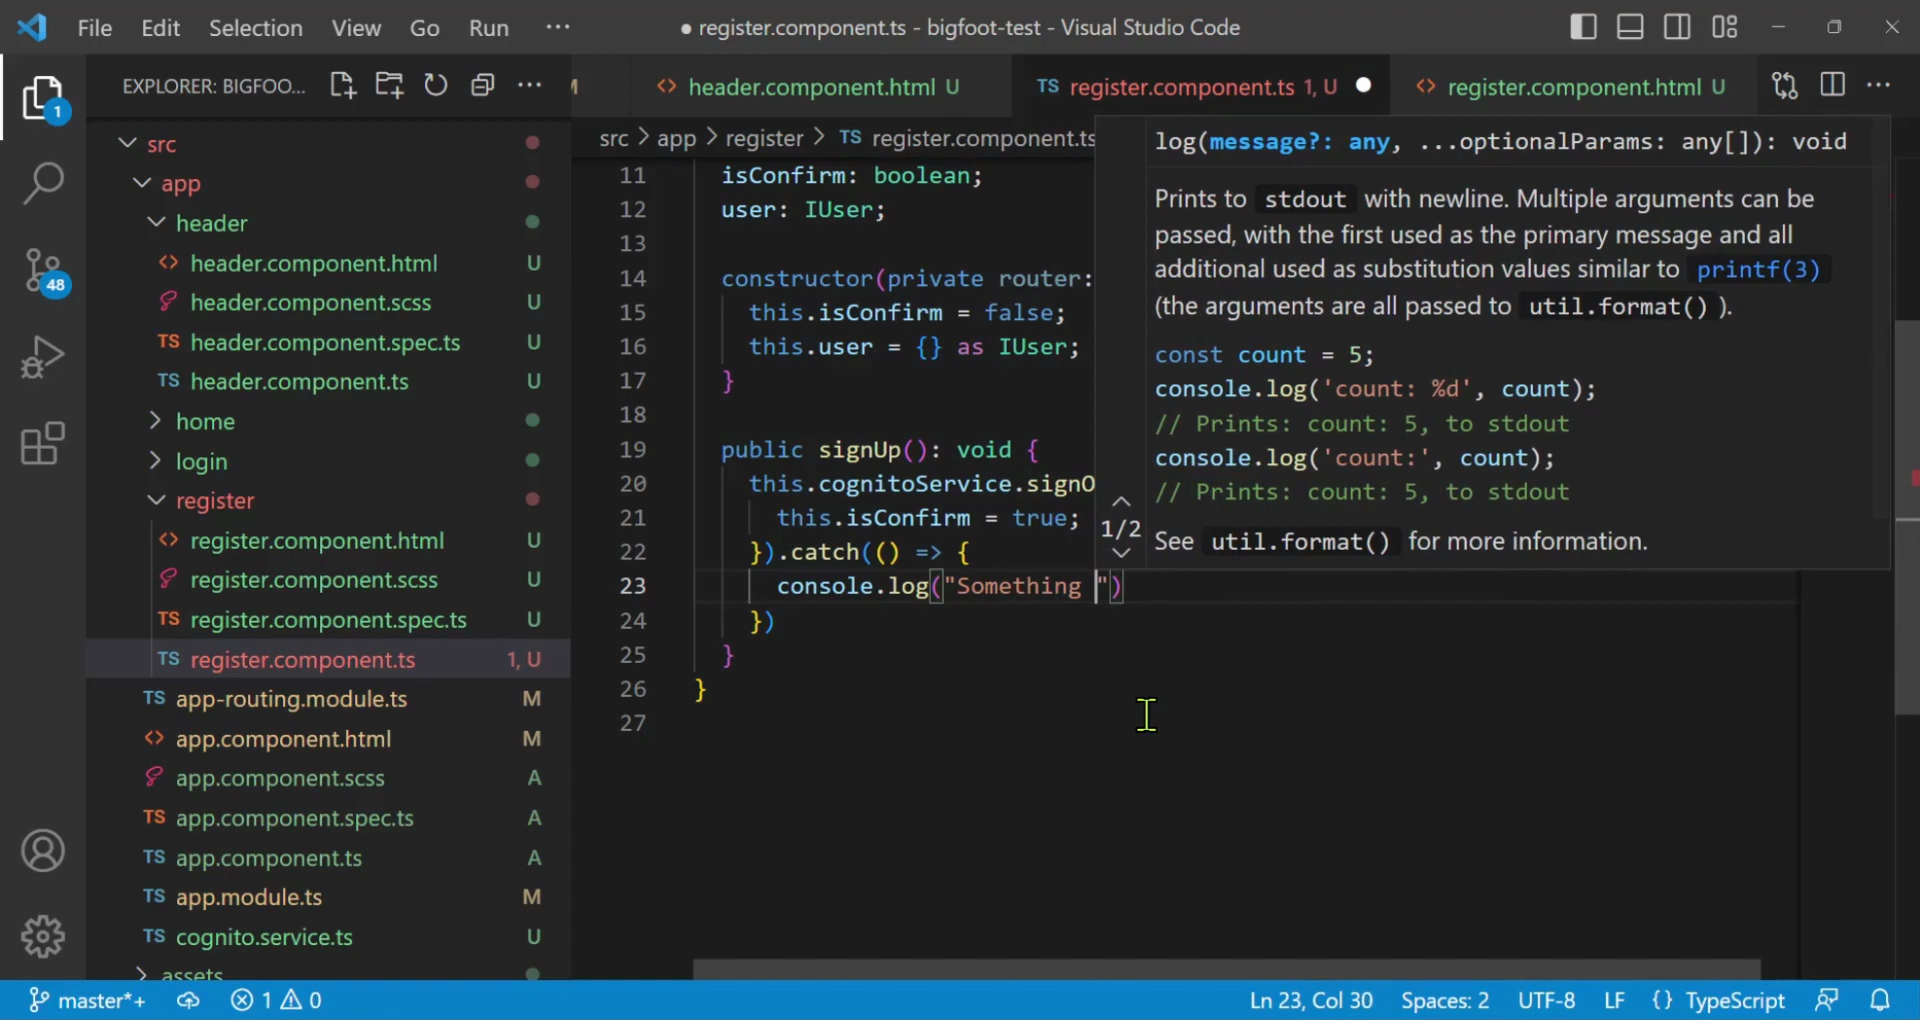 File Edit Selection View Go Run ···
● register.component.ts - bigfoot-test - Visual Studio Code
EXPLORER: BIGFOO...
M
header.component.html U
TS register.component.ts 1, U
register.component.html U
src > app > register > TS register.component.ts
1
48
src
app
header
header.component.html U
header.component.scss U
TS header.component.spec.ts U
TS header.component.ts U
home
login
register
register.component.html U
register.component.scss U
TS register.component.spec.ts U
TS register.component.ts 1, U
TS app-routing.module.ts M
app.component.html M
app.component.scss A
TS app.component.spec.ts A
TS app.component.ts A
TS app.module.ts M
TS cognito.service.ts U
assets
11 isConfirm: boolean;
12 user: IUser;
13
14 constructor(private router:
15 this.isConfirm = false;
16 this.user = {} as IUser;
17 }
18
19 public signUp(): void {
20 this.cognitoService.signO
21 this.isConfirm = true;
22 }).catch(() => {
23 console.log("Something ")
24 })
25 }
26 }
27
log(message?: any, ...optionalParams: any[]): void
Prints to stdout with newline. Multiple arguments can be
passed, with the first used as the primary message and all
additional used as substitution values similar to printf(3)
(the arguments are all passed to util.format() ).
const count = 5;
console.log('count: %d', count);
// Prints: count: 5, to stdout
console.log('count:', count);
// Prints: count: 5, to stdout
1/2
See util.format() for more information.
master*+ 1 0
Ln 23, Col 30 Spaces: 2 UTF-8 LF {} TypeScript